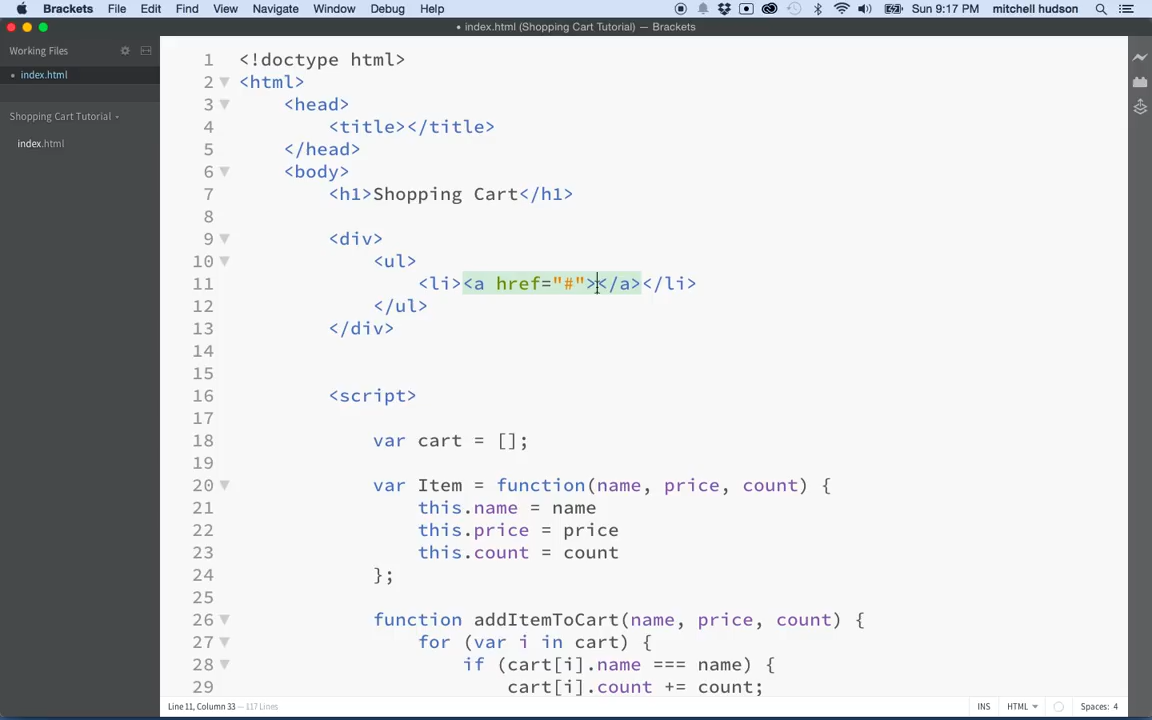 Brackets File Edit Find View Navigate Window Debug Help Sun 9:17 PM mitchell hudson
• index.html (Shopping Cart Tutorial) — Brackets
Working Files
• index.html
Shopping Cart Tutorial
index.html
1 <!doctype html>
2 <html>
3 <head>
4 <title></title>
5 </head>
6 <body>
7 <h1>Shopping Cart</h1>
8
9 <div>
10 <ul>
11 <li><a href="#"></a></li>
12 </ul>
13 </div>
14
15
16 <script>
17
18 var cart = [];
19
20 var Item = function(name, price, count) {
21 this.name = name
22 this.price = price
23 this.count = count
24 };
25
26 function addItemToCart(name, price, count) {
27 for (var i in cart) {
28 if (cart[i].name === name) {
29 cart[i].count += count;
Line 11, Column 33 — 117 Lines INS HTML Spaces: 4